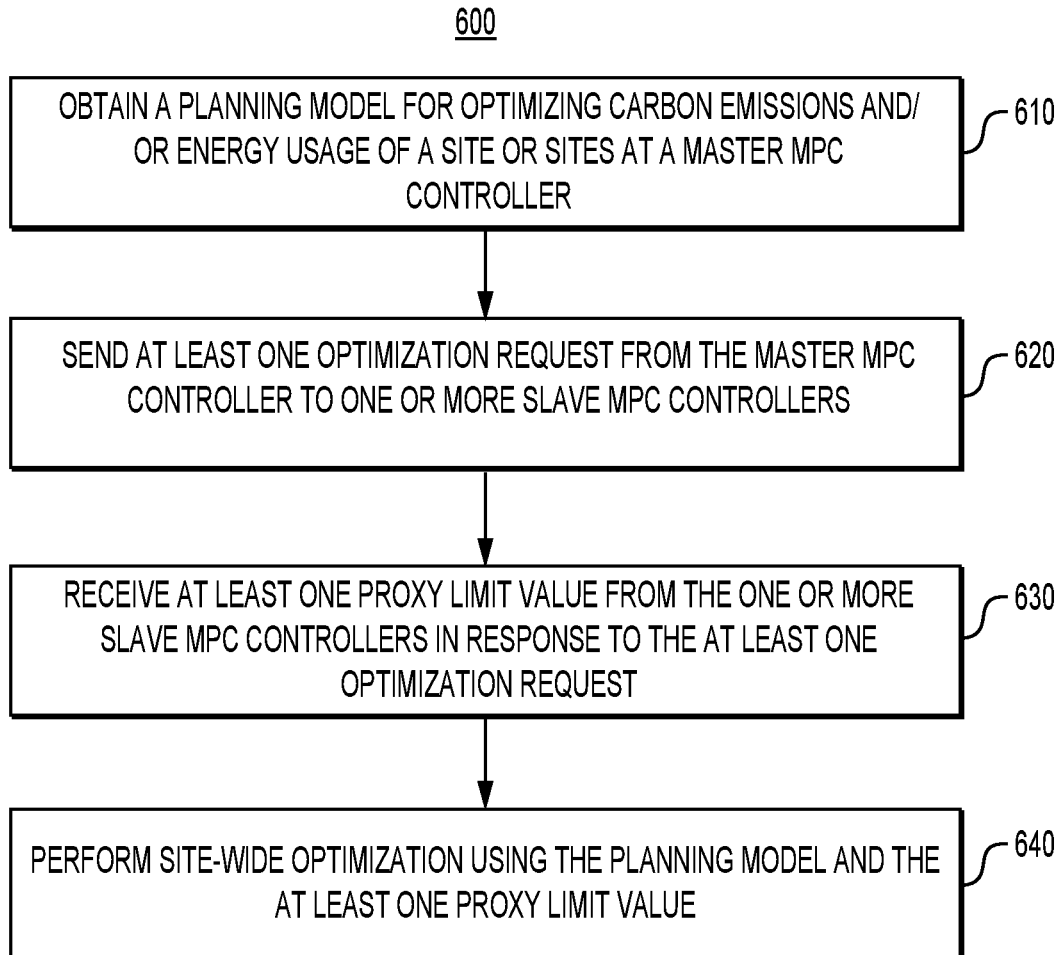 600
OBTAIN A PLANNING MODEL FOR OPTIMIZING CARBON EMISSIONS AND/
OR ENERGY USAGE OF A SITE OR SITES AT A MASTER MPC
CONTROLLER
610
SEND AT LEAST ONE OPTIMIZATION REQUEST FROM THE MASTER MPC
CONTROLLER TO ONE OR MORE SLAVE MPC CONTROLLERS
620
RECEIVE AT LEAST ONE PROXY LIMIT VALUE FROM THE ONE OR MORE
SLAVE MPC CONTROLLERS IN RESPONSE TO THE AT LEAST ONE
OPTIMIZATION REQUEST
630
PERFORM SITE-WIDE OPTIMIZATION USING THE PLANNING MODEL AND THE
AT LEAST ONE PROXY LIMIT VALUE
640